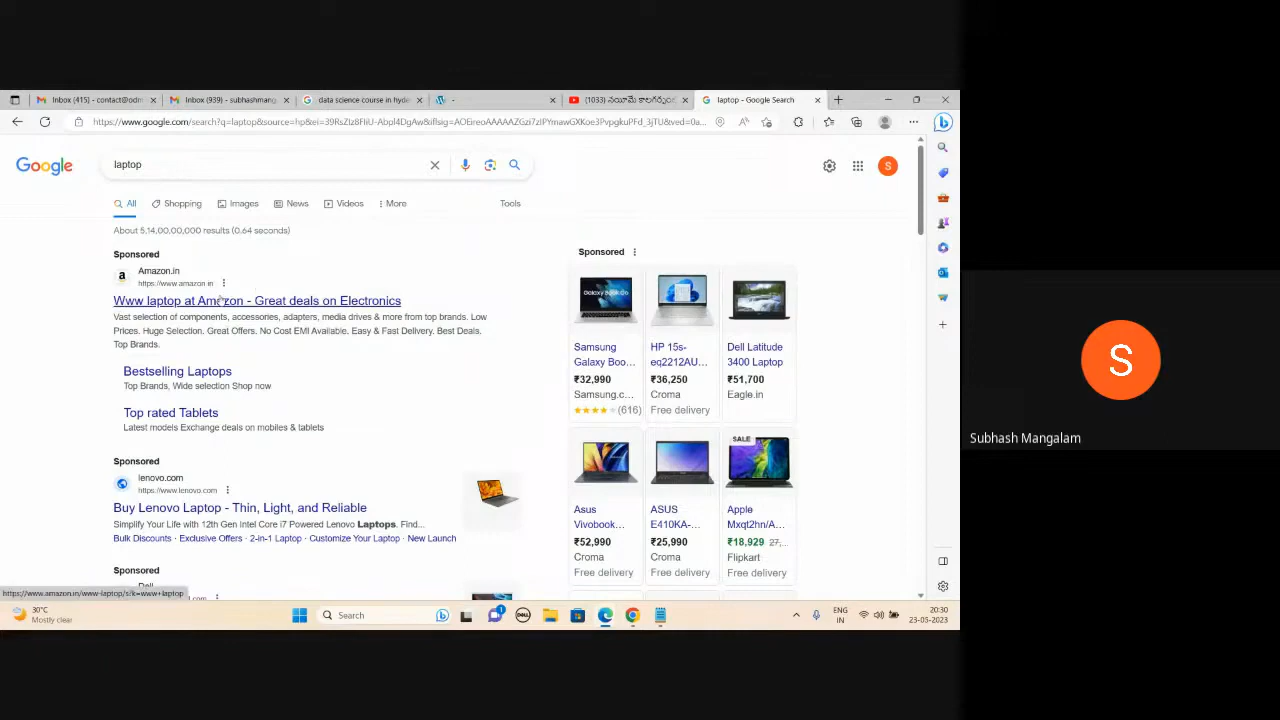 Inbox (415) - contact@odm
Inbox (939) - subhashmang
data science course in hyde
-
laptop - Google Search
https://www.google.com/search?q=laptop&source=hp&ei=
Google
laptop
All
Shopping
Images
News
Videos
More
Tools
About 5,14,00,00,000 results (0.64 seconds)
Sponsored
a
Amazon.in
https://www.amazon.in
Www laptop at Amazon - Great deals on Electronics
Vast selection of components, accessories, adapters, media drives & more from top brands. Low
Prices. Huge Selection. Great Offers. No Cost EMI Available. Easy & Fast Delivery. Best Deals.
Top Brands.
Bestselling Laptops
Top Brands, Wide selection Shop now
Top rated Tablets
Latest models Exchange deals on mobiles & tablets
Sponsored
lenovo.com
https://www.lenovo.com
Buy Lenovo Laptop - Thin, Light, and Reliable
Simplify Your Life with 12th Gen Intel Core i7 Powered Lenovo Laptops. Find...
Bulk Discounts · Exclusive Offers · 2-in-1 Laptop · Customize Your Laptop · New Launch
Sponsored
https://www.amazon.in/www-laptop/s?k=www+laptop
Sponsored
Galaxy Book Go
Samsung
Galaxy Boo...
₹32,990
Samsung.c...
(616)
HP 15s-
eq2212AU...
₹36,250
Croma
Free delivery
Dell Latitude
3400 Laptop
₹51,700
Eagle.in
Asus
Vivobook...
₹52,990
Croma
Free delivery
ASUS
E410KA-...
₹25,990
Croma
Free delivery
SALE
Apple
Mxqt2hn/A...
₹18,929 27,...
Flipkart
Free delivery
30°C
Mostly clear
Search
1
DELL
ENG
IN
20:30
23-05-2023
S
S
Subhash Mangalam